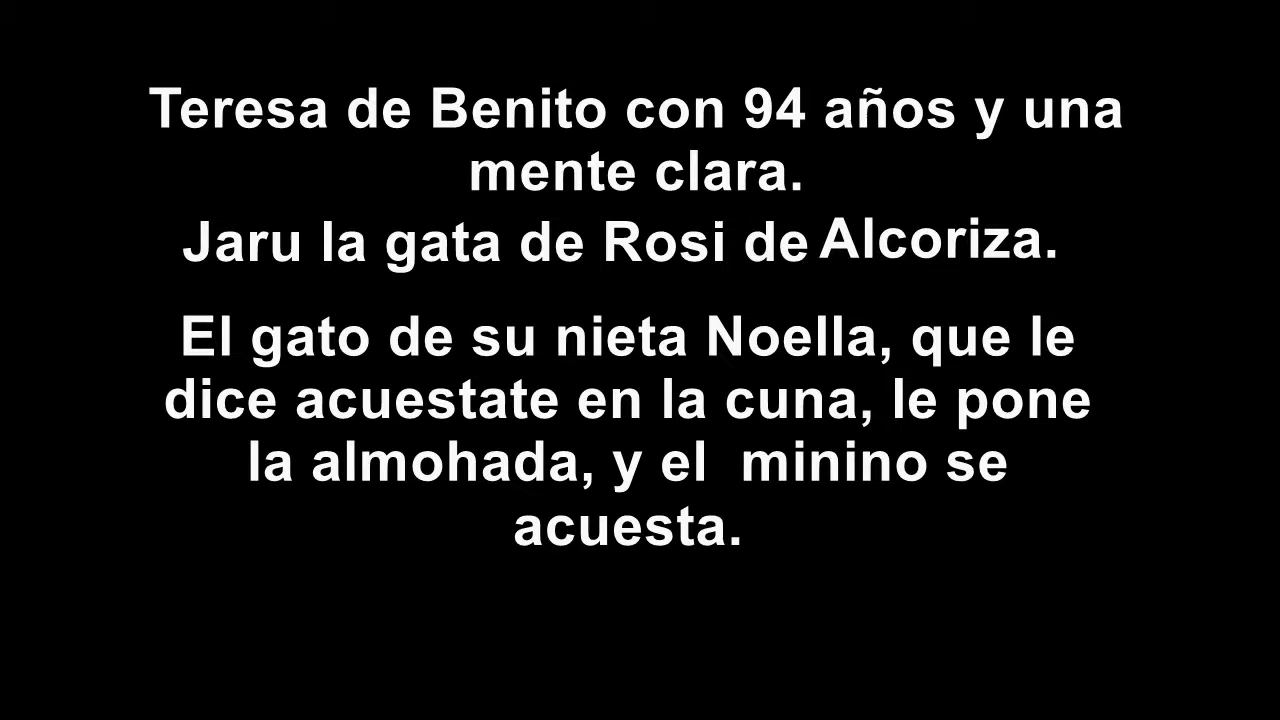 Teresa de Benito con 94 años y una
mente clara.
Jaru la gata de Rosi de Alcoriza.
El gato de su nieta Noella, que le
dice acuestate en la cuna, le pone
la almohada, y el  minino se
acuesta.